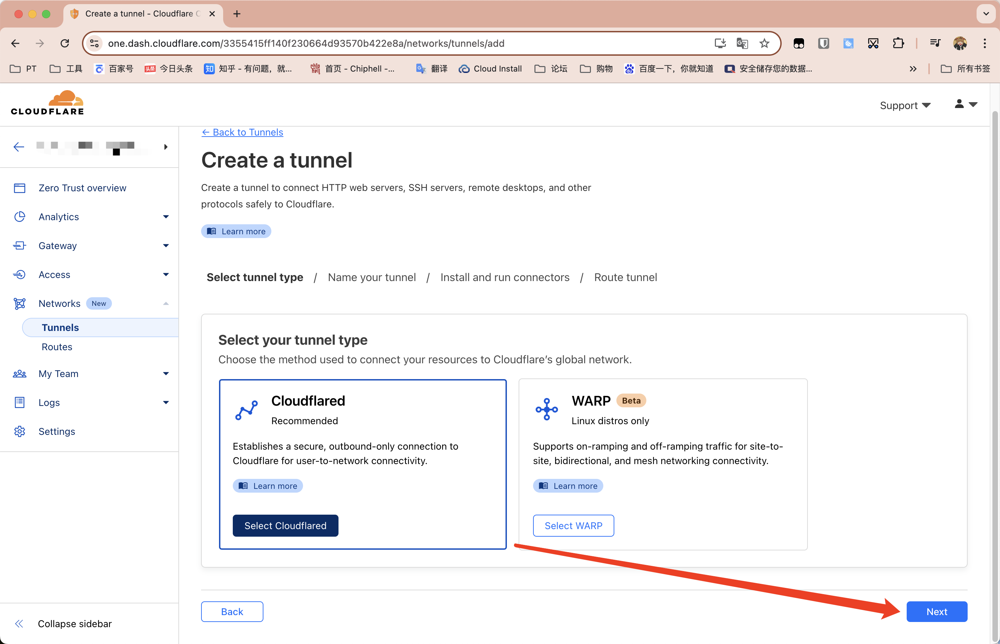 Create a tunnel - Cloudflare
one.dash.cloudflare.com/3355415ff140f230664d93570b422e8a/networks/tunnels/add
PT
工具
百家号
今日头条
知乎 - 有问题，就...
首页 - Chiphell -...
翻译
Cloud Install
论坛
购物
百度一下，你就知道
安全储存您的数据...
所有书签
CLOUDFLARE
Support
Zero Trust overview
Analytics
Gateway
Access
Networks New
Tunnels
Routes
My Team
Logs
Settings
Collapse sidebar
← Back to Tunnels
Create a tunnel
Create a tunnel to connect HTTP web servers, SSH servers, remote desktops, and other
protocols safely to Cloudflare.
Learn more
Select tunnel type / Name your tunnel / Install and run connectors / Route tunnel
Select your tunnel type
Choose the method used to connect your resources to Cloudflare’s global network.
Cloudflared
Recommended
Establishes a secure, outbound-only connection to
Cloudflare for user-to-network connectivity.
Learn more
Select Cloudflared
WARP Beta
Linux distros only
Supports on-ramping and off-ramping traffic for site-to-
site, bidirectional, and mesh networking connectivity.
Learn more
Select WARP
Back
Next